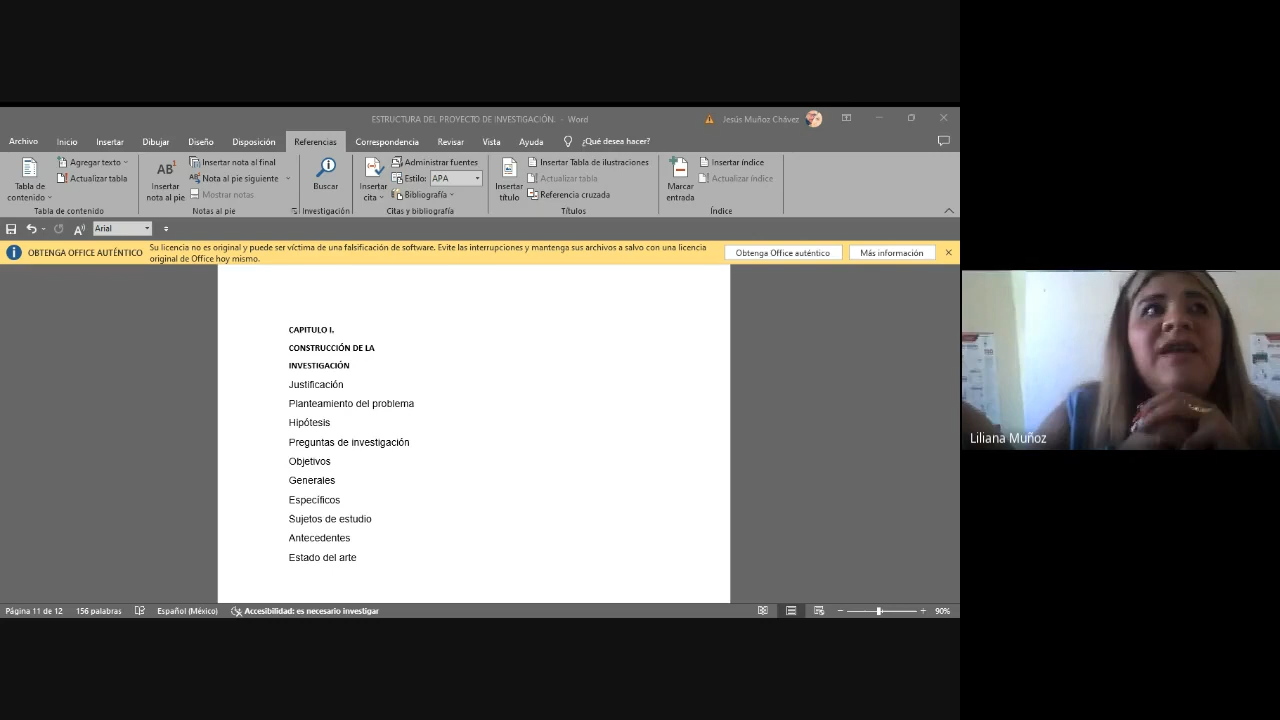 ESTRUCTURA DEL PROYECTO DE INVESTIGACIÓN. - Word
Jesús Muñoz Chávez
Archivo Inicio Insertar Dibujar Diseño Disposición Referencias Correspondencia Revisar Vista Ayuda ¿Qué desea hacer?
Tabla de contenido
Agregar texto
Actualizar tabla
Tabla de contenido
AB1
Insertar nota al pie
Insertar nota al final
Nota al pie siguiente
Mostrar notas
Notas al pie
Buscar
Investigación
Insertar cita
Administrar fuentes
Estilo: APA
Bibliografía
Citas y bibliografía
Insertar título
Insertar Tabla de ilustraciones
Actualizar tabla
Referencia cruzada
Títulos
Marcar entrada
Insertar índice
Actualizar índice
Índice
Arial
OBTENGA OFFICE AUTÉNTICO
Su licencia no es original y puede ser víctima de una falsificación de software. Evite las interrupciones y mantenga sus archivos a salvo con una licencia
original de Office hoy mismo.
Obtenga Office auténtico
Más información
CAPITULO I.
CONSTRUCCIÓN DE LA
INVESTIGACIÓN
Justificación
Planteamiento del problema
Hipótesis
Preguntas de investigación
Objetivos
Generales
Específicos
Sujetos de estudio
Antecedentes
Estado del arte
Página 11 de 12 156 palabras Español (México) Accesibilidad: es necesario investigar 90%
Liliana Muñoz